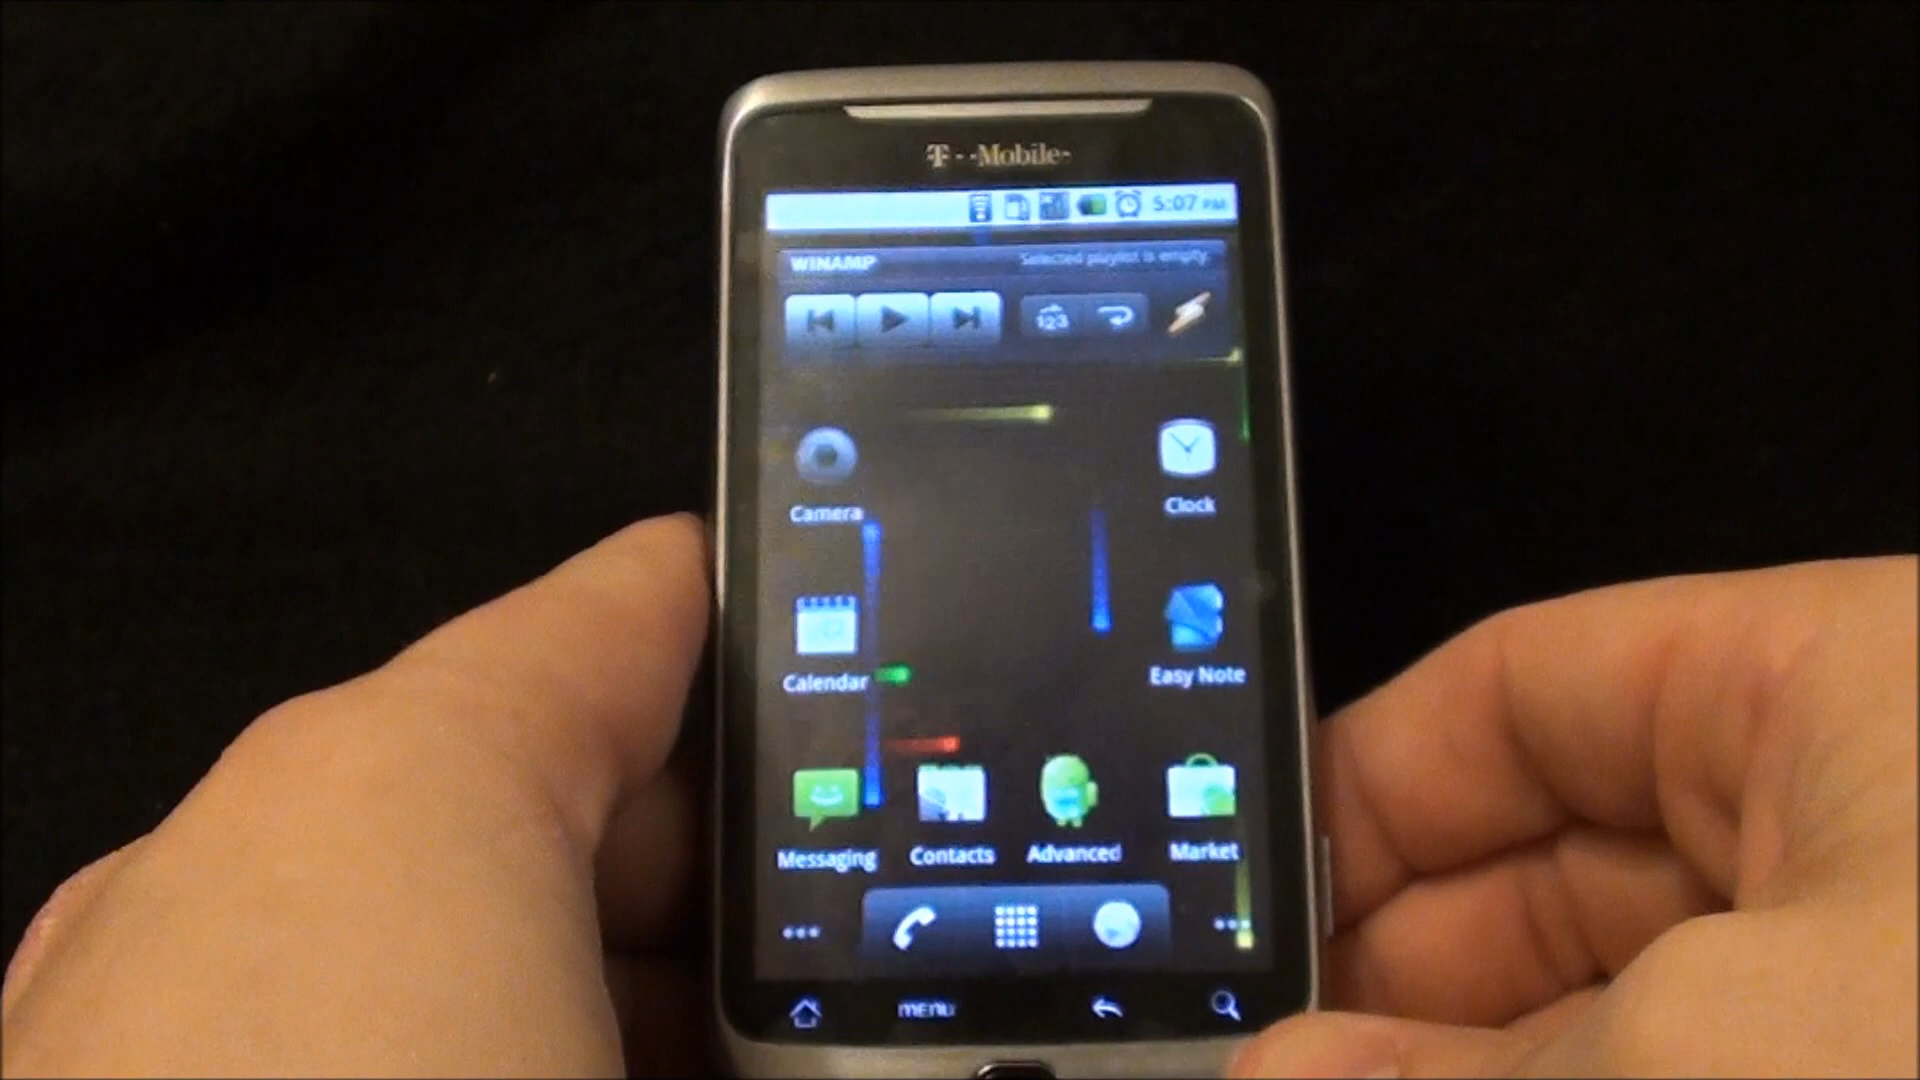 T--Mobile-
5:07 PM
WINAMP Selected playlist is empty.
123
Camera Clock
Calendar Easy Note
Messaging Contacts Advanced Market
menu